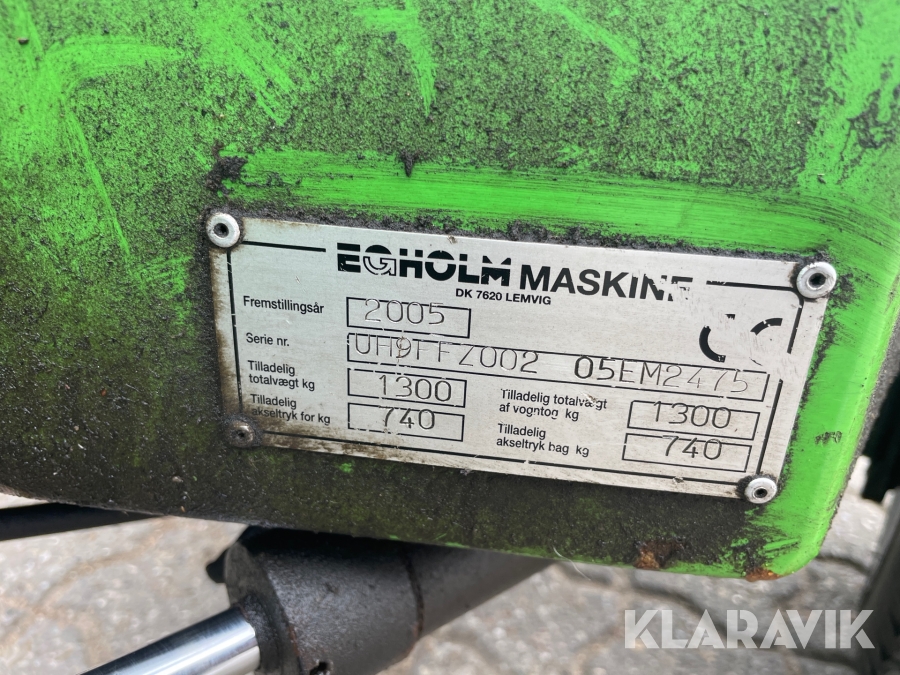 EGHOLM MASKINE
DK 7620 LEMVIG
Fremstillingsår 2005
Serie nr. UH9FFZ002 05EM2475
Tilladelig totalvægt kg 1300
Tilladelig totalvægt af vogntog kg 1300
Tilladelig akseltryk for kg 740
Tilladelig akseltryk bag kg 740
CE
KLARAVIK